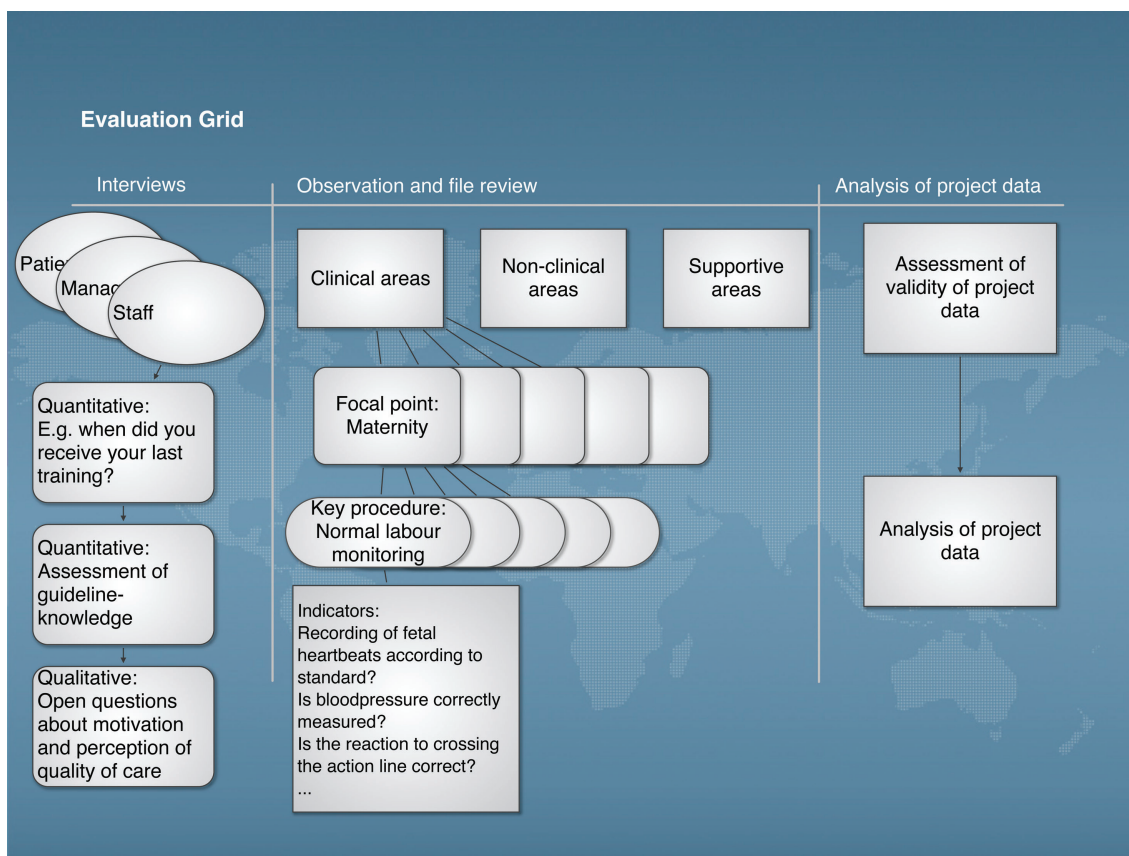 Evaluation Grid
Interviews
Observation and file review
Analysis of project data
Patie
Manag
Staff
Quantitative:
E.g. when did you
receive your last
training?
Quantitative:
Assessment of
guideline-
knowledge
Qualitative:
Open questions
about motivation
and perception of
quality of care
Clinical areas
Non-clinical
areas
Supportive
areas
Focal point:
Maternity
Key procedure:
Normal labour
monitoring
Indicators:
Recording of fetal
heartbeats according to
standard?
Is bloodpressure correctly
measured?
Is the reaction to crossing
the action line correct?
...
Assessment of
validity of project
data
Analysis of project
data